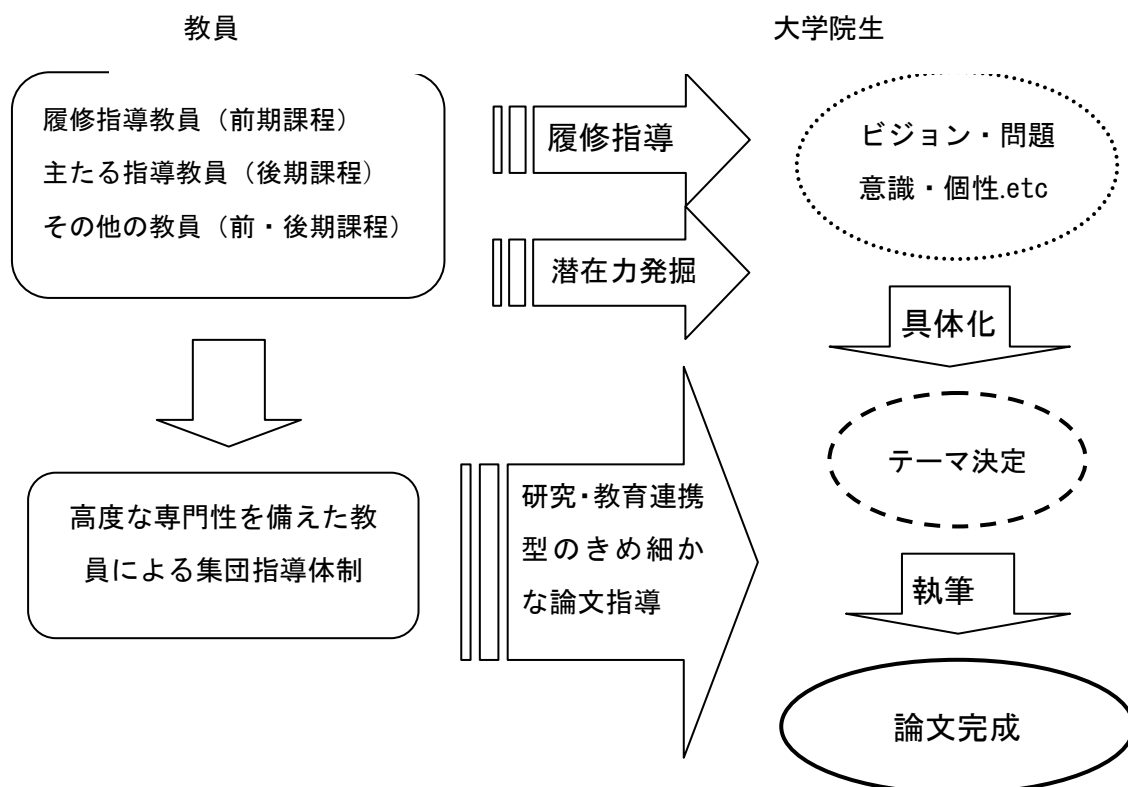 教員
大学院生
履修指導教員（前期課程）
主たる指導教員（後期課程）
その他の教員（前・後期課程）
履修指導
潜在力発掘
ビジョン・問題
意識・個性.etc
具体化
テーマ決定
高度な専門性を備えた教
員による集団指導体制
研究・教育連携
型のきめ細か
な論文指導
執筆
論文完成